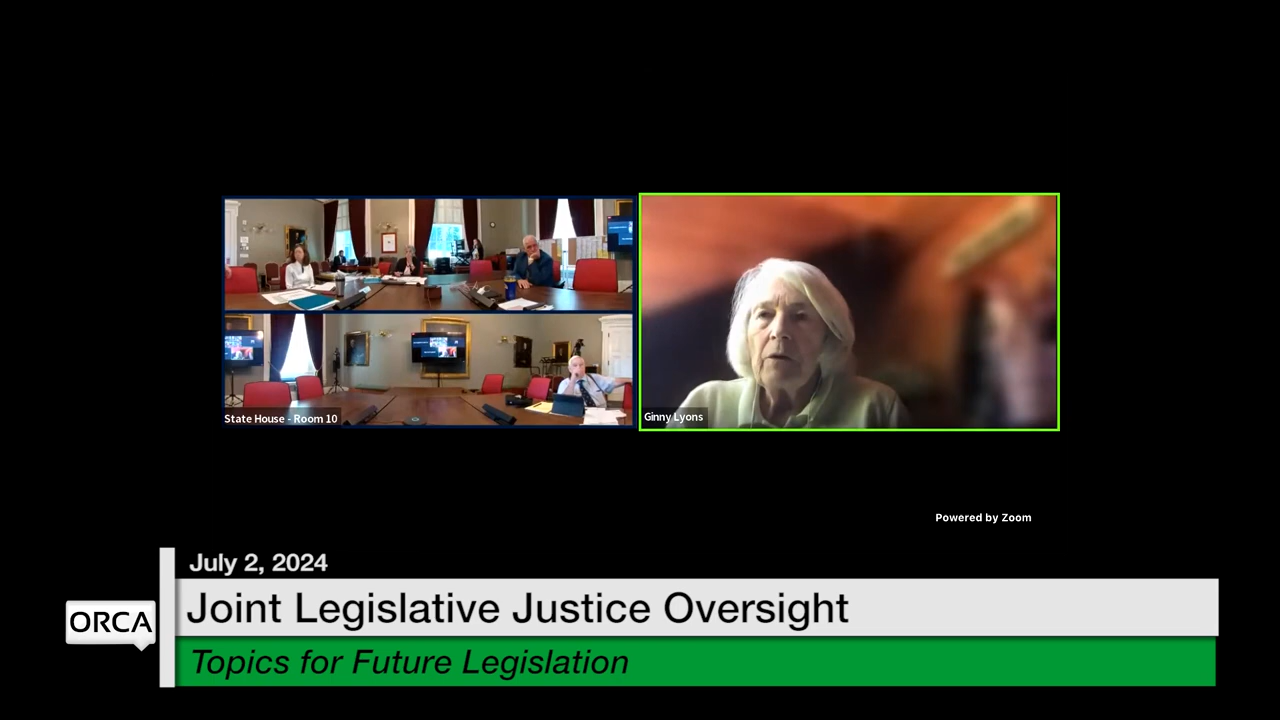 State House - Room 10
Ginny Lyons
Powered by Zoom
July 2, 2024
ORCA
Joint Legislative Justice Oversight
Topics for Future Legislation